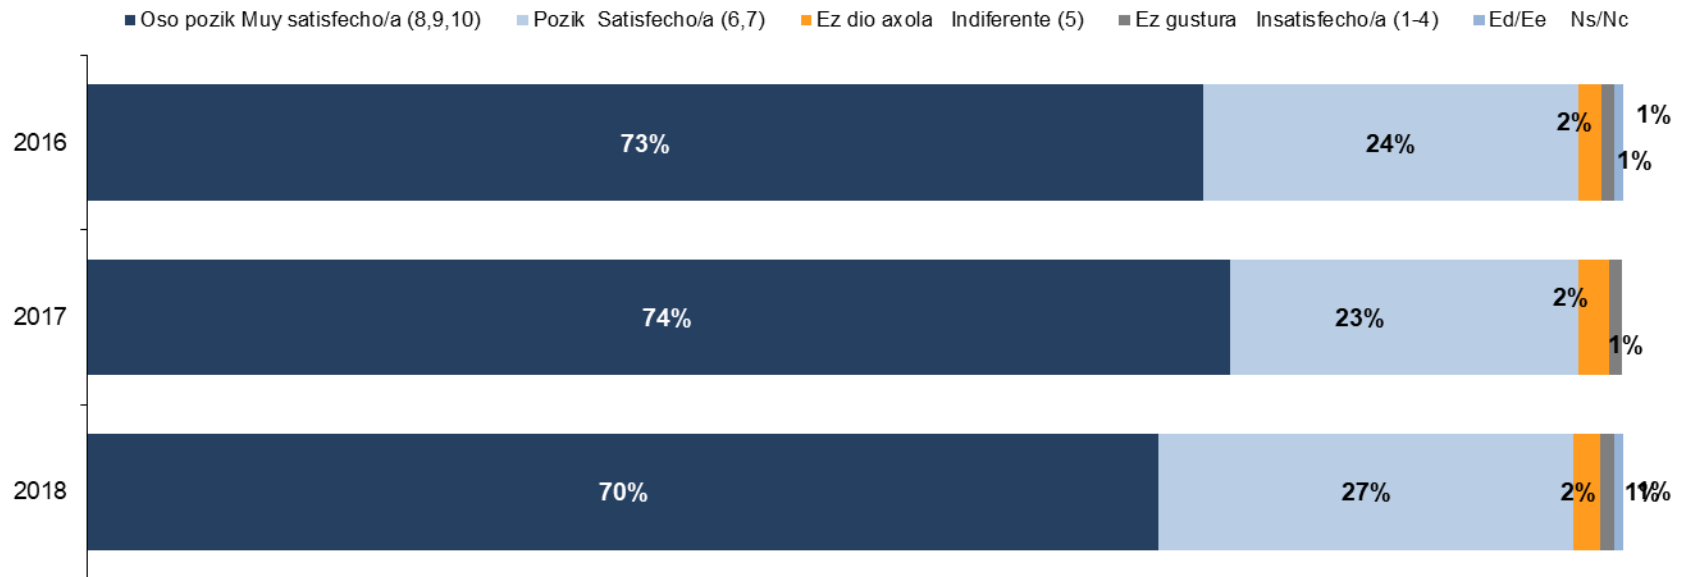 Oso pozik Muy satisfecho/a (8,9,10) Pozik Satisfecho/a (6,7) Ez dio axola Indiferente (5) Ez gustura Insatisfecho/a (1-4) Ed/Ee Ns/Nc
2016 73% 24% 2% 1% 1%
2017 74% 23% 2% 1%
2018 70% 27% 2% 1% 1%